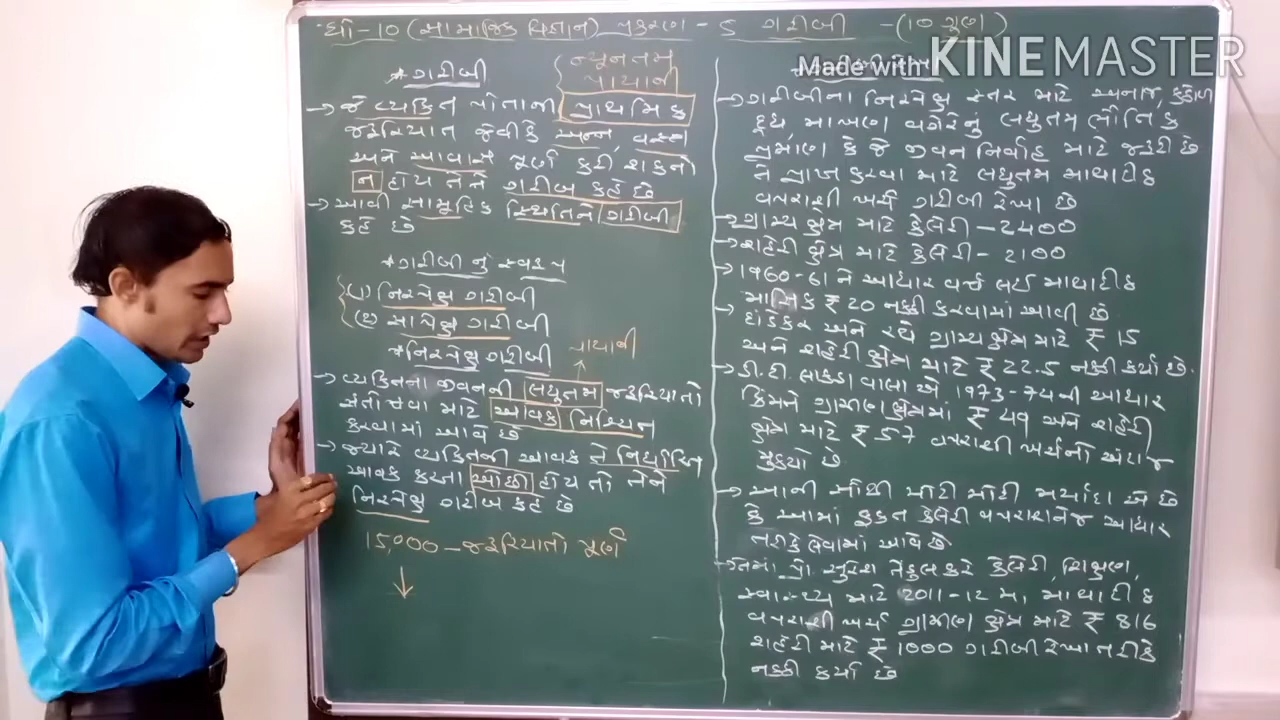 ધો-10 (સામાજિક વિજ્ઞાન) પ્રકરણ - 5 ગરીબી - (10 ગુણ)
Made with KINEMASTER
* ગરીબી
ન્યૂનતમ
પાયાની
→ જે વ્યક્તિ પોતાની પ્રાથમિક
જરૂરિયાત જેવી કે અન્ન, વસ્ત્ર
અને આવાસ પૂર્ણ કરી શકતો
ન હોય તેને ગરીબ કહે છે
→ આવી સામૂહિક સ્થિતિને ગરીબી
કહે છે
* ગરીબીનું સ્વરૂપ
(૧) નિરપેક્ષ ગરીબી
(૨) સાપેક્ષ ગરીબી
* નિરપેક્ષ ગરીબી
પાયાની
→ વ્યક્તિના જીવનની લઘુતમ જરૂરિયાતો
સંતોષવા માટે આવક નિશ્ચિત
કરવામાં આવે છે
→ જ્યારે વ્યક્તિની આવક તે નિર્ધારિત
આવક કરતા ઓછી હોય તો તેને
નિરપેક્ષ ગરીબ કહે છે
15,000 - જરૂરિયાતો પૂર્ણ
↓
→ ગરીબીના નિરપેક્ષ સ્તર માટે અનાજ, કઠોળ
દૂધ, માખણ વગેરેનું લઘુતમ ભૌતિક
પ્રમાણ કે જે જીવન નિર્વાહ માટે જરૂરી છે
તે પ્રાપ્ત કરવા માટે લઘુતમ માથાદીઠ
વપરાશી ખર્ચ ગરીબી રેખા છે
→ ગ્રામ્ય ક્ષેત્ર માટે કેલેરી - 2400
→ શહેરી ક્ષેત્ર માટે કેલેરી - 2100
→ 1960-61 ને આધાર વર્ષ લઈ માથાદીઠ
માસિક ₹ 20 નક્કી કરવામાં આવી છે
→ દાંડેકર અને રથે ગ્રામ્ય ક્ષેત્ર માટે ₹ 15
અને શહેરી ક્ષેત્ર માટે ₹ 22.5 નક્કી કર્યા છે.
→ ડી.ટી. લાકડાવાલા એ 1973-74ની આધાર
કિંમતે ગ્રામીણ ક્ષેત્રમાં ₹ 49 અને શહેરી
ક્ષેત્ર માટે ₹ 57 વપરાશી ખર્ચનો અંદાજ
મુક્યો છે
→ આની સૌથી મોટી મર્યાદા એ છે
કે આમાં ફક્ત કેલેરી વપરાશને જ આધાર
તરીકે લેવામાં આવે છે.
→ તેમાં પ્રો. સુરેશ તેંદુલકરે કેલેરી, શિક્ષણ,
સ્વાસ્થ્ય માટે 2011-12 માં માથાદીઠ
વપરાશી ખર્ચ ગ્રામીણ ક્ષેત્ર માટે ₹ 816
શહેરી માટે ₹ 1000 ગરીબી રેખા તરીકે
નક્કી કર્યા છે